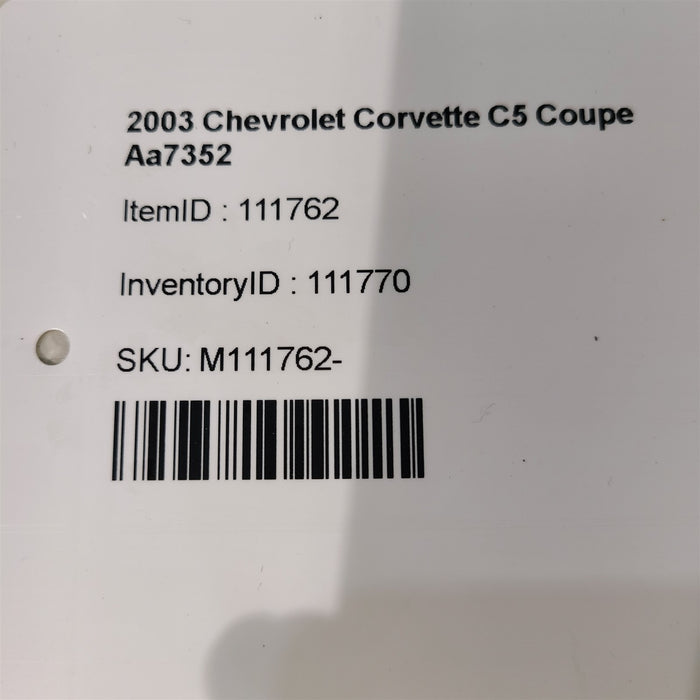 2003 Chevrolet Corvette C5 Coupe
Aa7352
ItemID : 111762
InventoryID : 111770
SKU: M111762-